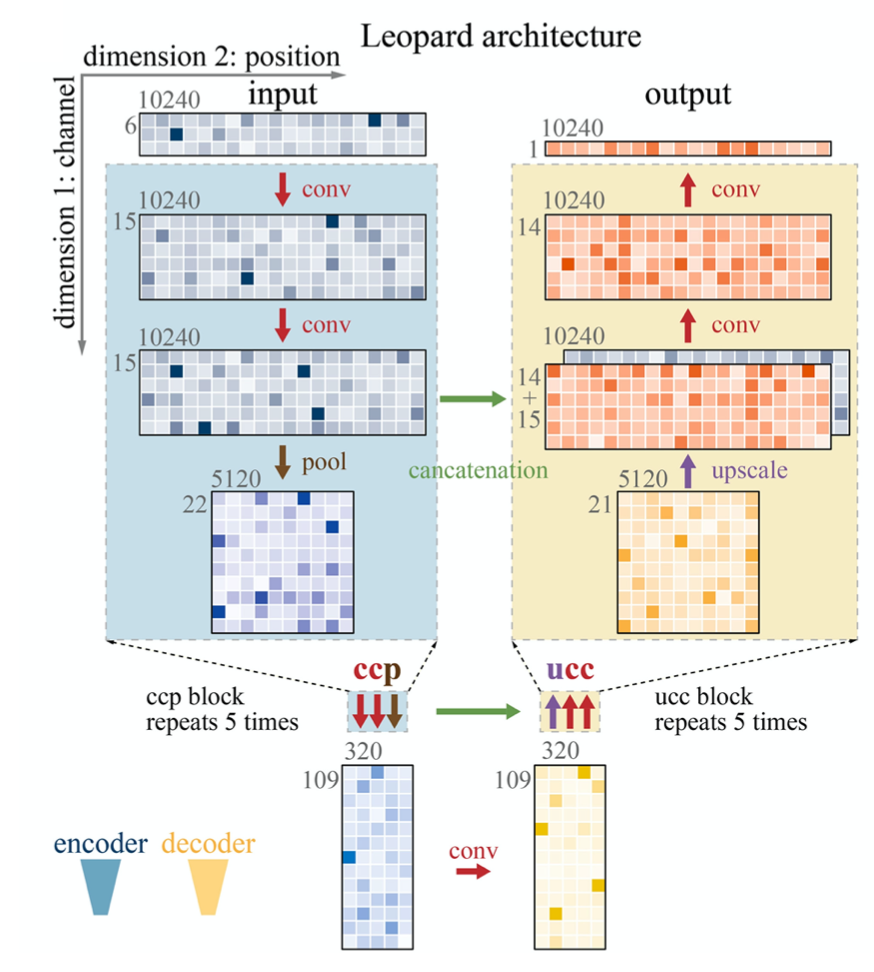 Leopard architecture
dimension 2: position
dimension 1: channel
input
10240
6
conv
10240
15
conv
10240
15
pool
5120
22
cancatenation
output
10240
1
conv
10240
14
conv
10240
14
+
15
upscale
5120
21
ccp
ccp block
repeats 5 times
ucc
ucc block
repeats 5 times
320
109
conv
320
109
encoder
decoder